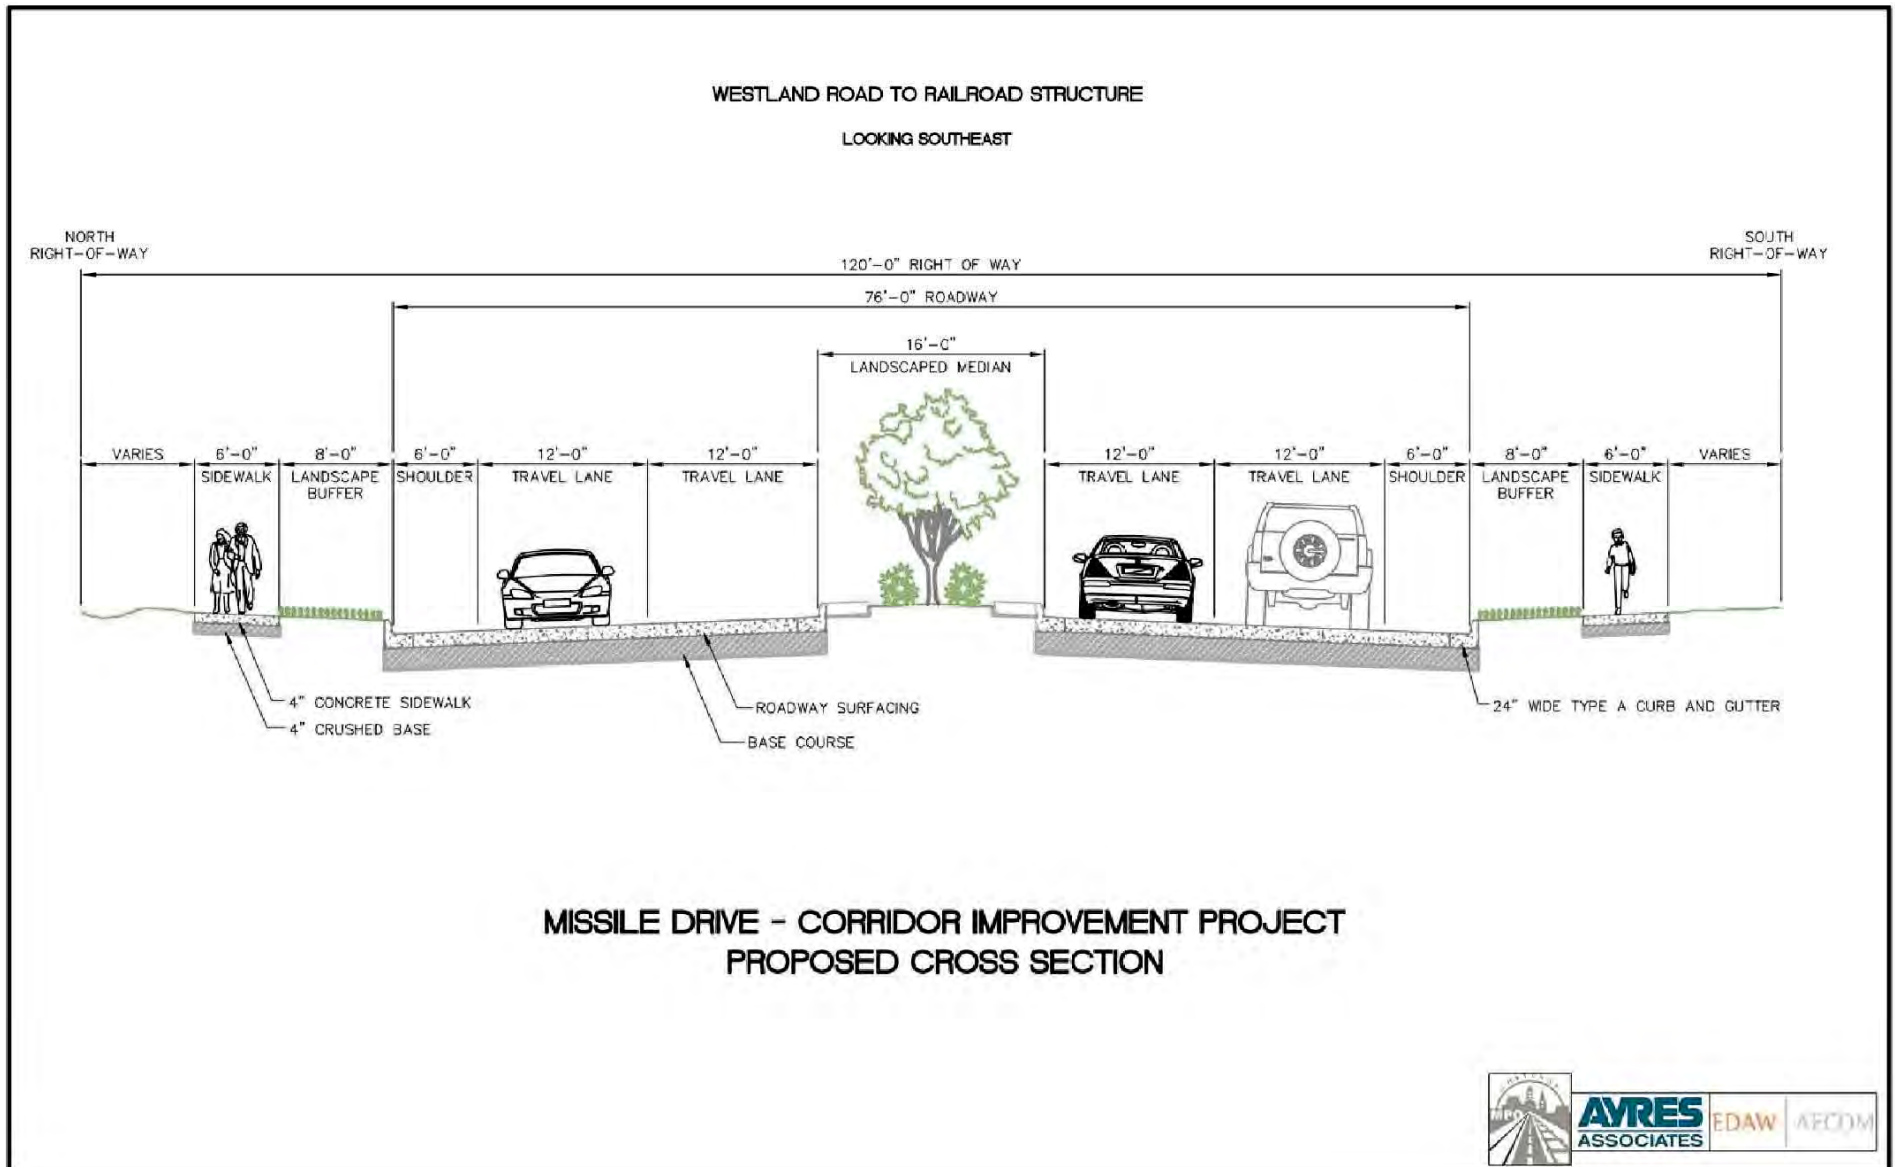 WESTLAND ROAD TO RAILROAD STRUCTURE
LOOKING SOUTHEAST
NORTH
RIGHT-OF-WAY
SOUTH
RIGHT-OF-WAY
120'-0" RIGHT OF WAY
76'-0" ROADWAY
16'-0"
LANDSCAPED MEDIAN
VARIES
6'-0"
SIDEWALK
8'-0"
LANDSCAPE
BUFFER
6'-0"
SHOULDER
12'-0"
TRAVEL LANE
12'-0"
TRAVEL LANE
12'-0"
TRAVEL LANE
12'-0"
TRAVEL LANE
6'-0"
SHOULDER
8'-0"
LANDSCAPE
BUFFER
6'-0"
SIDEWALK
VARIES
4" CONCRETE SIDEWALK
4" CRUSHED BASE
ROADWAY SURFACING
BASE COURSE
24" WIDE TYPE A CURB AND GUTTER
MISSILE DRIVE - CORRIDOR IMPROVEMENT PROJECT
PROPOSED CROSS SECTION
MPO
AYRES
ASSOCIATES
EDAW
AECOM